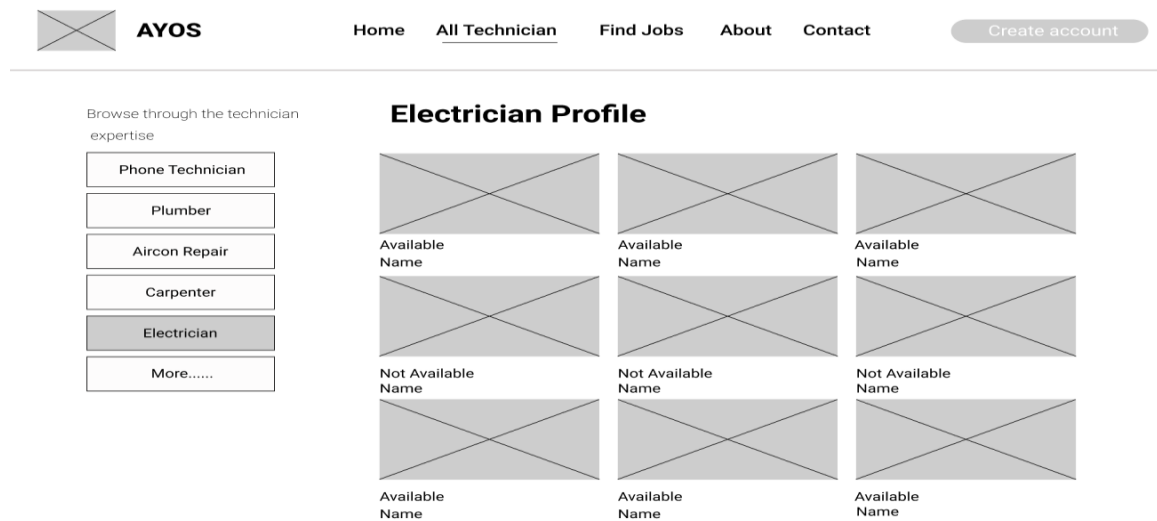 AYOS
Home
All Technician
Find Jobs
About
Contact
Create account
Browse through the technician
expertise
Phone Technician
Plumber
Aircon Repair
Carpenter
Electrician
More......
Electrician Profile
Available
Name
Available
Name
Available
Name
Not Available
Name
Not Available
Name
Not Available
Name
Available
Name
Available
Name
Available
Name